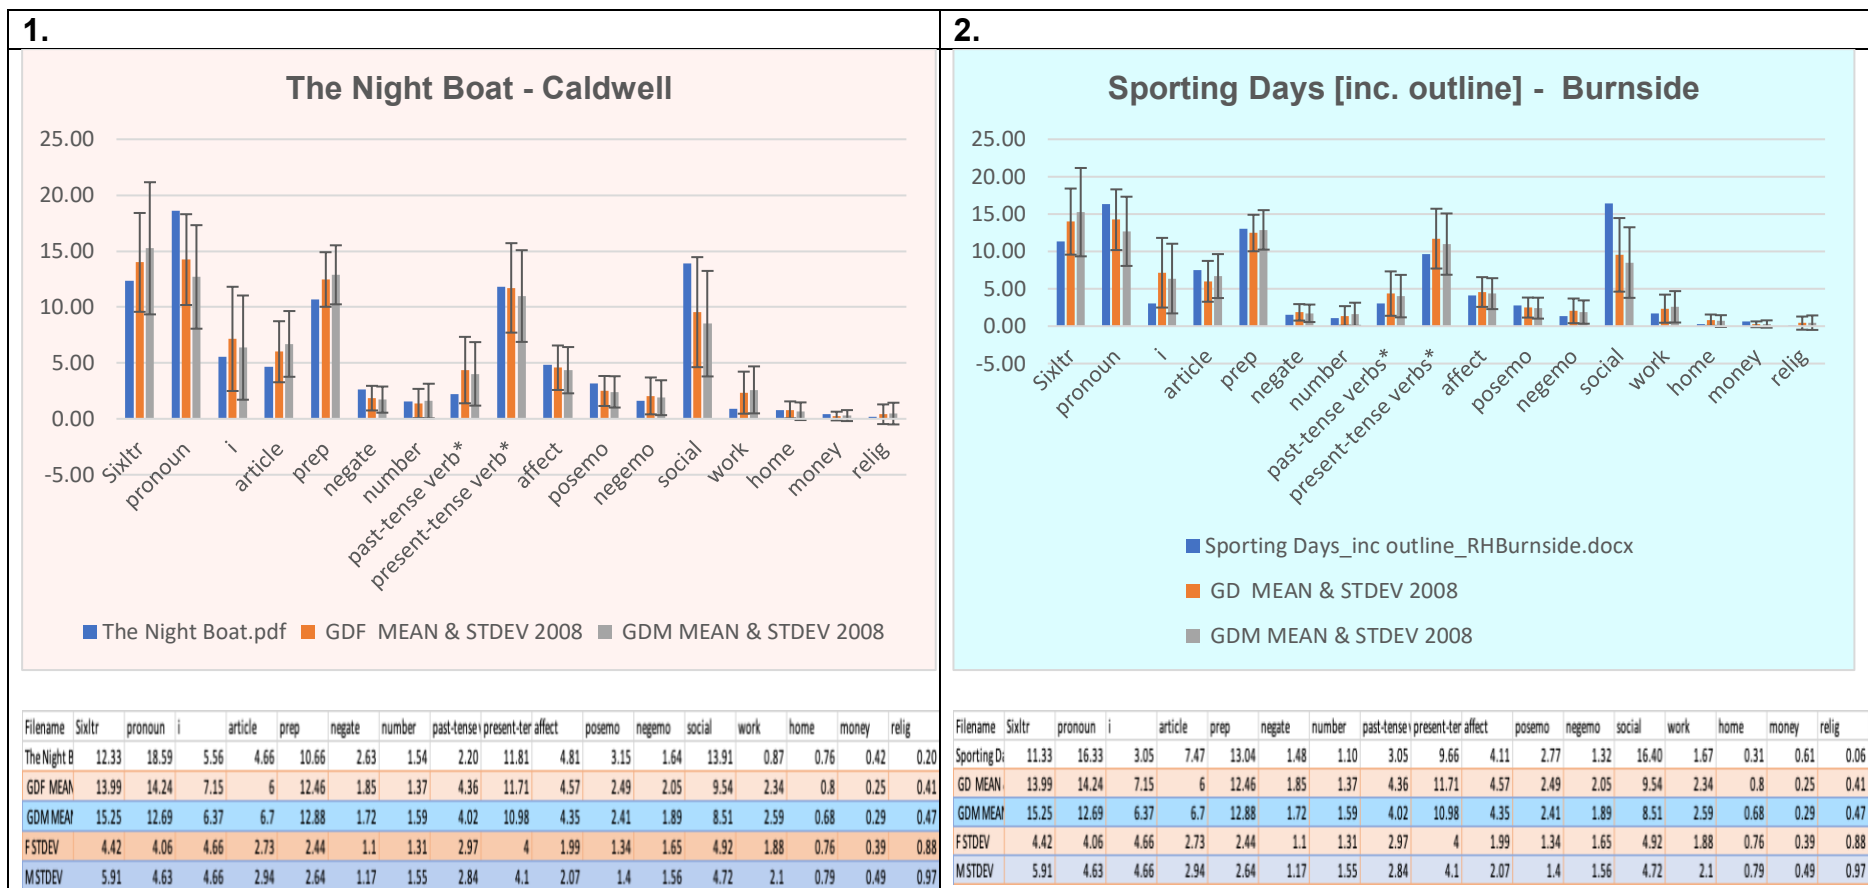 1.
The Night Boat - Caldwell
25.00
20.00
15.00
10.00
5.00
0.00
-5.00
Sixltr
pronoun
i
article
prep
negate
number
past-tense verb*
present-tense verb*
affect
posemo
negemo
social
work
home
money
relig
The Night Boat.pdf GDF MEAN & STDEV 2008 GDM MEAN & STDEV 2008
Filename Sixltr pronoun i article prep negate number past-tense v present-ter affect posemo negemo social work home money relig
The Night B 12.33 18.59 5.56 4.66 10.66 2.63 1.54 2.20 11.81 4.81 3.15 1.64 13.91 0.87 0.76 0.42 0.20
GDF MEAN 13.99 14.24 7.15 6 12.46 1.85 1.37 4.36 11.71 4.57 2.49 2.05 9.54 2.34 0.8 0.25 0.41
GDM MEAN 15.25 12.69 6.37 6.7 12.88 1.72 1.59 4.02 10.98 4.35 2.41 1.89 8.51 2.59 0.68 0.29 0.47
F STDEV 4.42 4.06 4.66 2.73 2.44 1.1 1.31 2.97 4 1.99 1.34 1.65 4.92 1.88 0.76 0.39 0.88
M STDEV 5.91 4.63 4.66 2.94 2.64 1.17 1.55 2.84 4.1 2.07 1.4 1.56 4.72 2.1 0.79 0.49 0.97
2.
Sporting Days [inc. outline] - Burnside
25.00
20.00
15.00
10.00
5.00
0.00
-5.00
Sixltr
pronoun
i
article
prep
negate
number
past-tense verbs*
present-tense verbs*
affect
posemo
negemo
social
work
home
money
relig
Sporting Days_inc outline_RHBurnside.docx
GD MEAN & STDEV 2008
GDM MEAN & STDEV 2008
Filename Sixltr pronoun i article prep negate number past-tense v present-ter affect posemo negemo social work home money relig
Sporting Da 11.33 16.33 3.05 7.47 13.04 1.48 1.10 3.05 9.66 4.11 2.77 1.32 16.40 1.67 0.31 0.61 0.06
GD MEAN 13.99 14.24 7.15 6 12.46 1.85 1.37 4.36 11.71 4.57 2.49 2.05 9.54 2.34 0.8 0.25 0.41
GDM MEAN 15.25 12.69 6.37 6.7 12.88 1.72 1.59 4.02 10.98 4.35 2.41 1.89 8.51 2.59 0.68 0.29 0.47
F STDEV 4.42 4.06 4.66 2.73 2.44 1.1 1.31 2.97 4 1.99 1.34 1.65 4.92 1.88 0.76 0.39 0.88
M STDEV 5.91 4.63 4.66 2.94 2.64 1.17 1.55 2.84 4.1 2.07 1.4 1.56 4.72 2.1 0.79 0.49 0.97